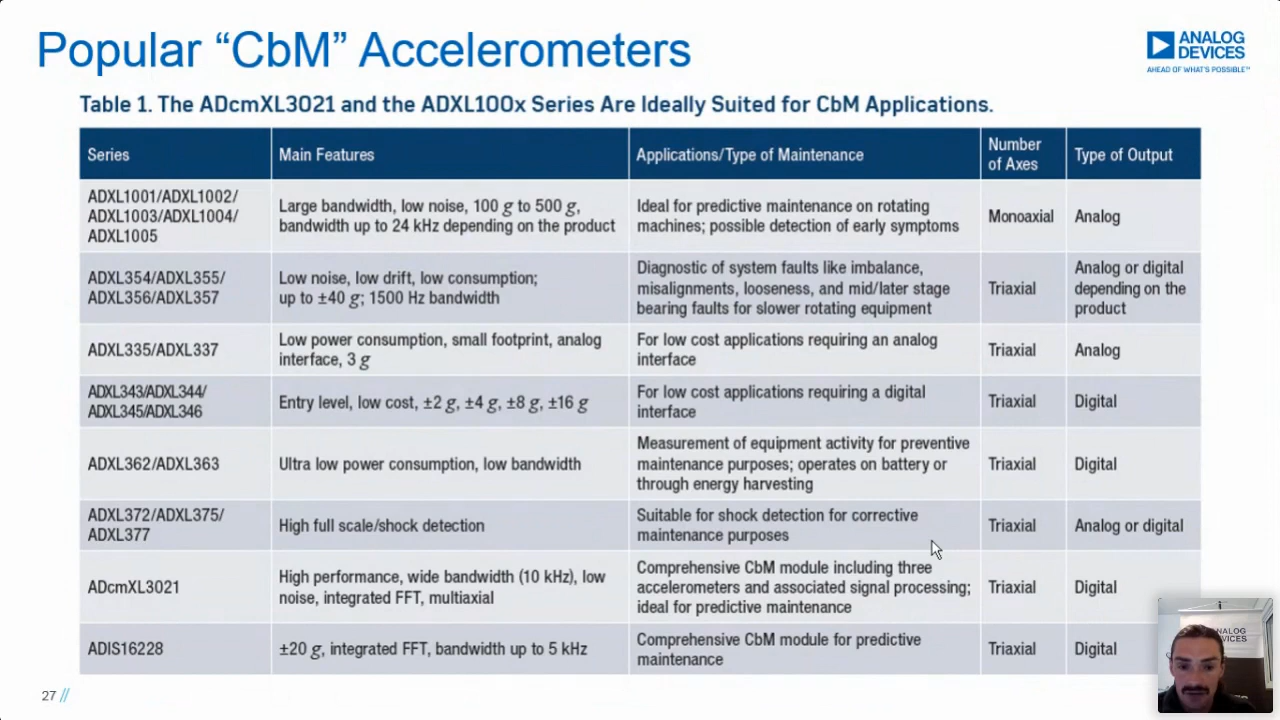 Popular “CbM” Accelerometers
ANALOG
DEVICES
AHEAD OF WHAT'S POSSIBLE™
Table 1. The ADcmXL3021 and the ADXL100x Series Are Ideally Suited for CbM Applications.
Series
Main Features
Applications/Type of Maintenance
Number
of Axes
Type of Output
ADXL1001/ADXL1002/
ADXL1003/ADXL1004/
ADXL1005
Large bandwidth, low noise, 100 g to 500 g,
bandwidth up to 24 kHz depending on the product
Ideal for predictive maintenance on rotating
machines; possible detection of early symptoms
Monoaxial
Analog
ADXL354/ADXL355/
ADXL356/ADXL357
Low noise, low drift, low consumption;
up to ±40 g; 1500 Hz bandwidth
Diagnostic of system faults like imbalance,
misalignments, looseness, and mid/later stage
bearing faults for slower rotating equipment
Triaxial
Analog or digital
depending on the
product
ADXL335/ADXL337
Low power consumption, small footprint, analog
interface, 3 g
For low cost applications requiring an analog
interface
Triaxial
Analog
ADXL343/ADXL344/
ADXL345/ADXL346
Entry level, low cost, ±2 g, ±4 g, ±8 g, ±16 g
For low cost applications requiring a digital
interface
Triaxial
Digital
ADXL362/ADXL363
Ultra low power consumption, low bandwidth
Measurement of equipment activity for preventive
maintenance purposes; operates on battery or
through energy harvesting
Triaxial
Digital
ADXL372/ADXL375/
ADXL377
High full scale/shock detection
Suitable for shock detection for corrective
maintenance purposes
Triaxial
Analog or digital
ADcmXL3021
High performance, wide bandwidth (10 kHz), low
noise, integrated FFT, multiaxial
Comprehensive CbM module including three
accelerometers and associated signal processing;
ideal for predictive maintenance
Triaxial
Digital
ADIS16228
±20 g, integrated FFT, bandwidth up to 5 kHz
Comprehensive CbM module for predictive
maintenance
Triaxial
Digital
ANALOG
DEVICES
27 //